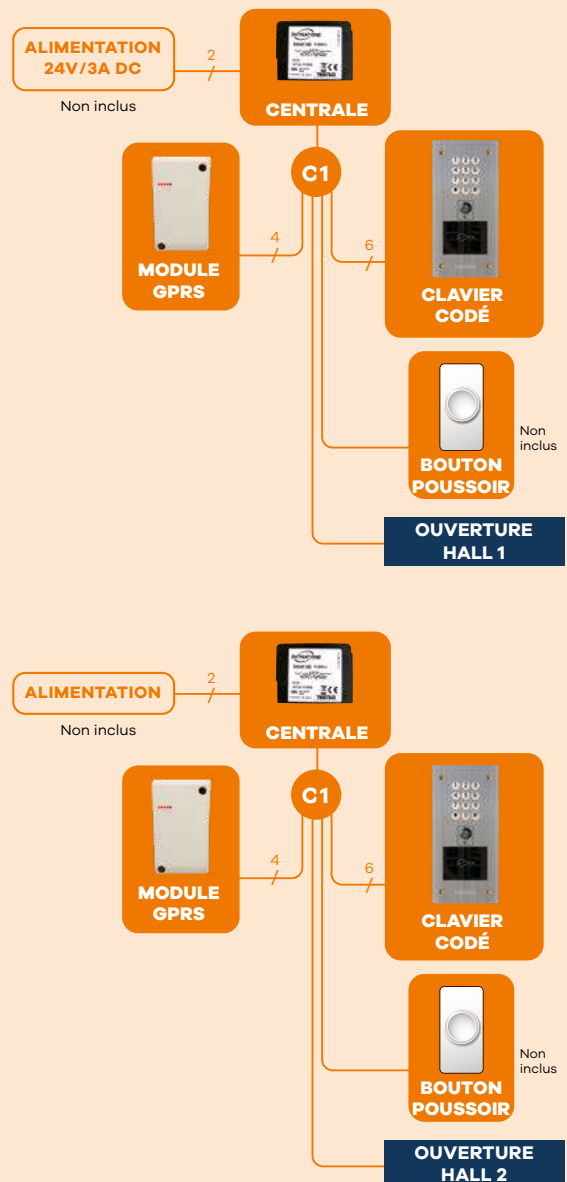 ALIMENTATION
24V/3A DC
2
Non inclus
CENTRALE
C1
MODULE
GPRS
4
6
CLAVIER
CODÉ
BOUTON
POUSSOIR
Non
inclus
OUVERTURE
HALL 1
ALIMENTATION
2
Non inclus
CENTRALE
C1
MODULE
GPRS
4
6
CLAVIER
CODÉ
BOUTON
POUSSOIR
Non
inclus
OUVERTURE
HALL 2